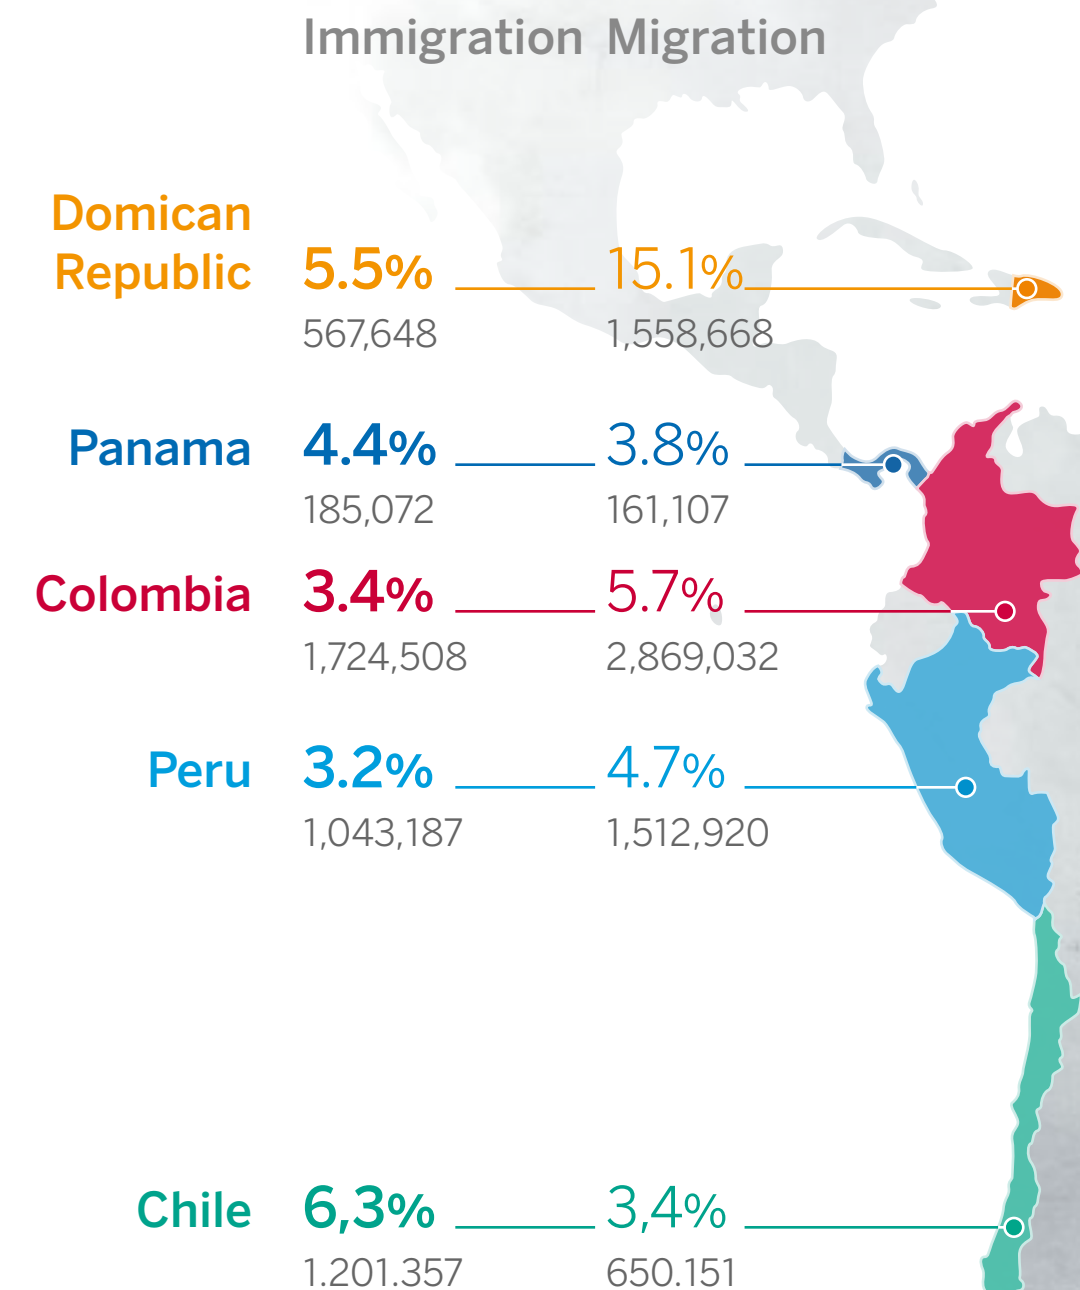 Immigration Migration
Domican
Republic 5.5% 15.1%
567,648 1,558,668
Panama 4.4% 3.8%
185,072 161,107
Colombia 3.4% 5.7%
1,724,508 2,869,032
Peru 3.2% 4.7%
1,043,187 1,512,920
Chile 6,3% 3,4%
1.201.357 650.151